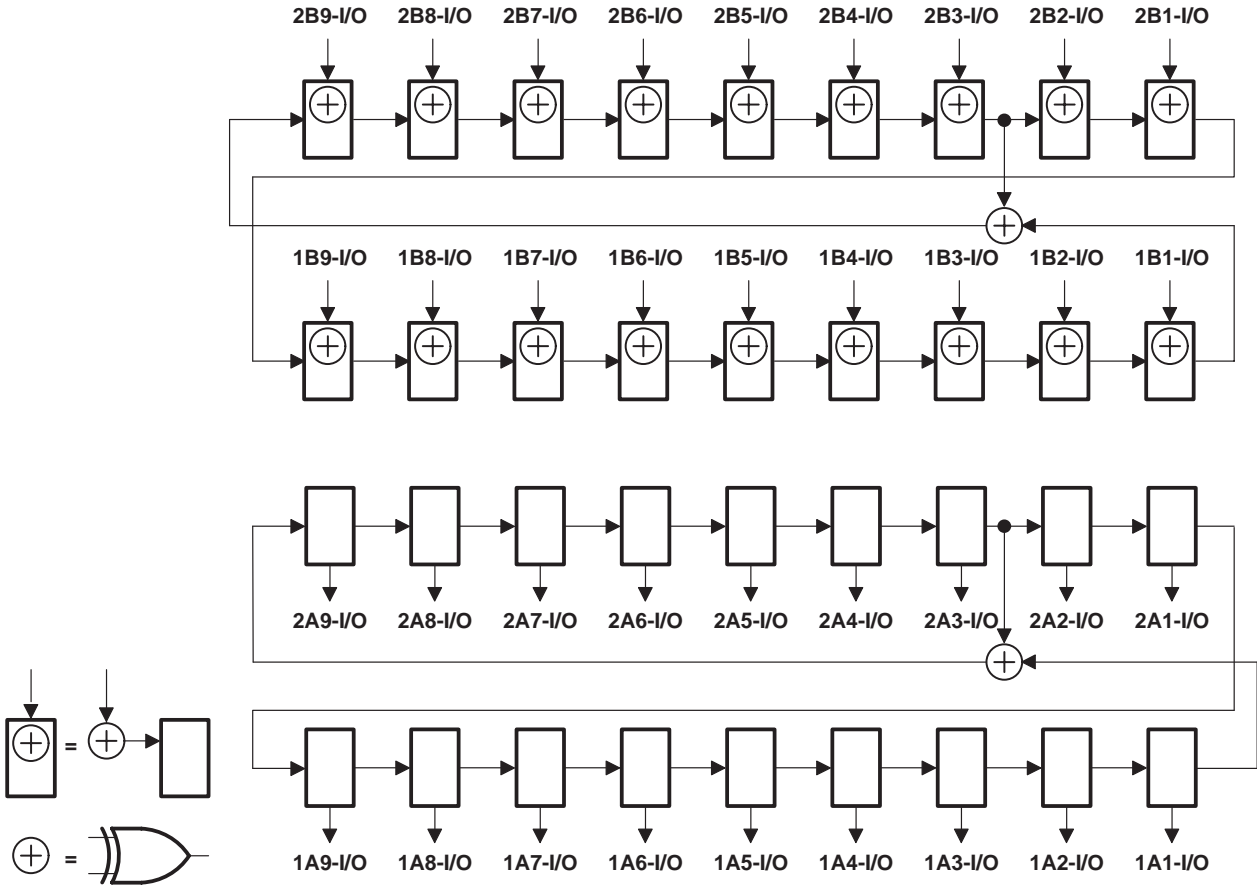 2B9-I/O 2B8-I/O 2B7-I/O 2B6-I/O 2B5-I/O 2B4-I/O 2B3-I/O 2B2-I/O 2B1-I/O
1B9-I/O 1B8-I/O 1B7-I/O 1B6-I/O 1B5-I/O 1B4-I/O 1B3-I/O 1B2-I/O 1B1-I/O
2A9-I/O 2A8-I/O 2A7-I/O 2A6-I/O 2A5-I/O 2A4-I/O 2A3-I/O 2A2-I/O 2A1-I/O
=
=
1A9-I/O 1A8-I/O 1A7-I/O 1A6-I/O 1A5-I/O 1A4-I/O 1A3-I/O 1A2-I/O 1A1-I/O